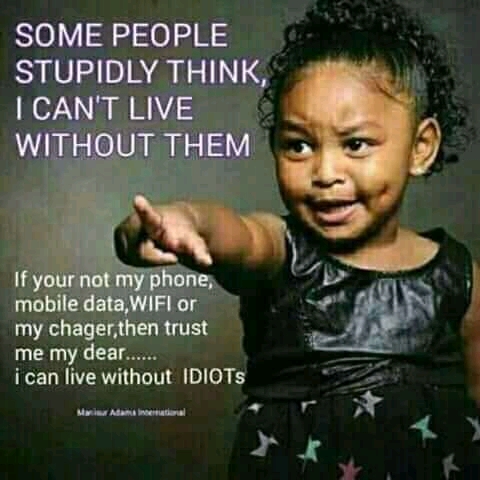 SOME PEOPLE
STUPIDLY THINK,
I CAN'T LIVE
WITHOUT THEM
If your not my phone,
mobile data,WIFI or
my chager,then trust
me my dear......
i can live without IDIOTs
Manisur Adams International